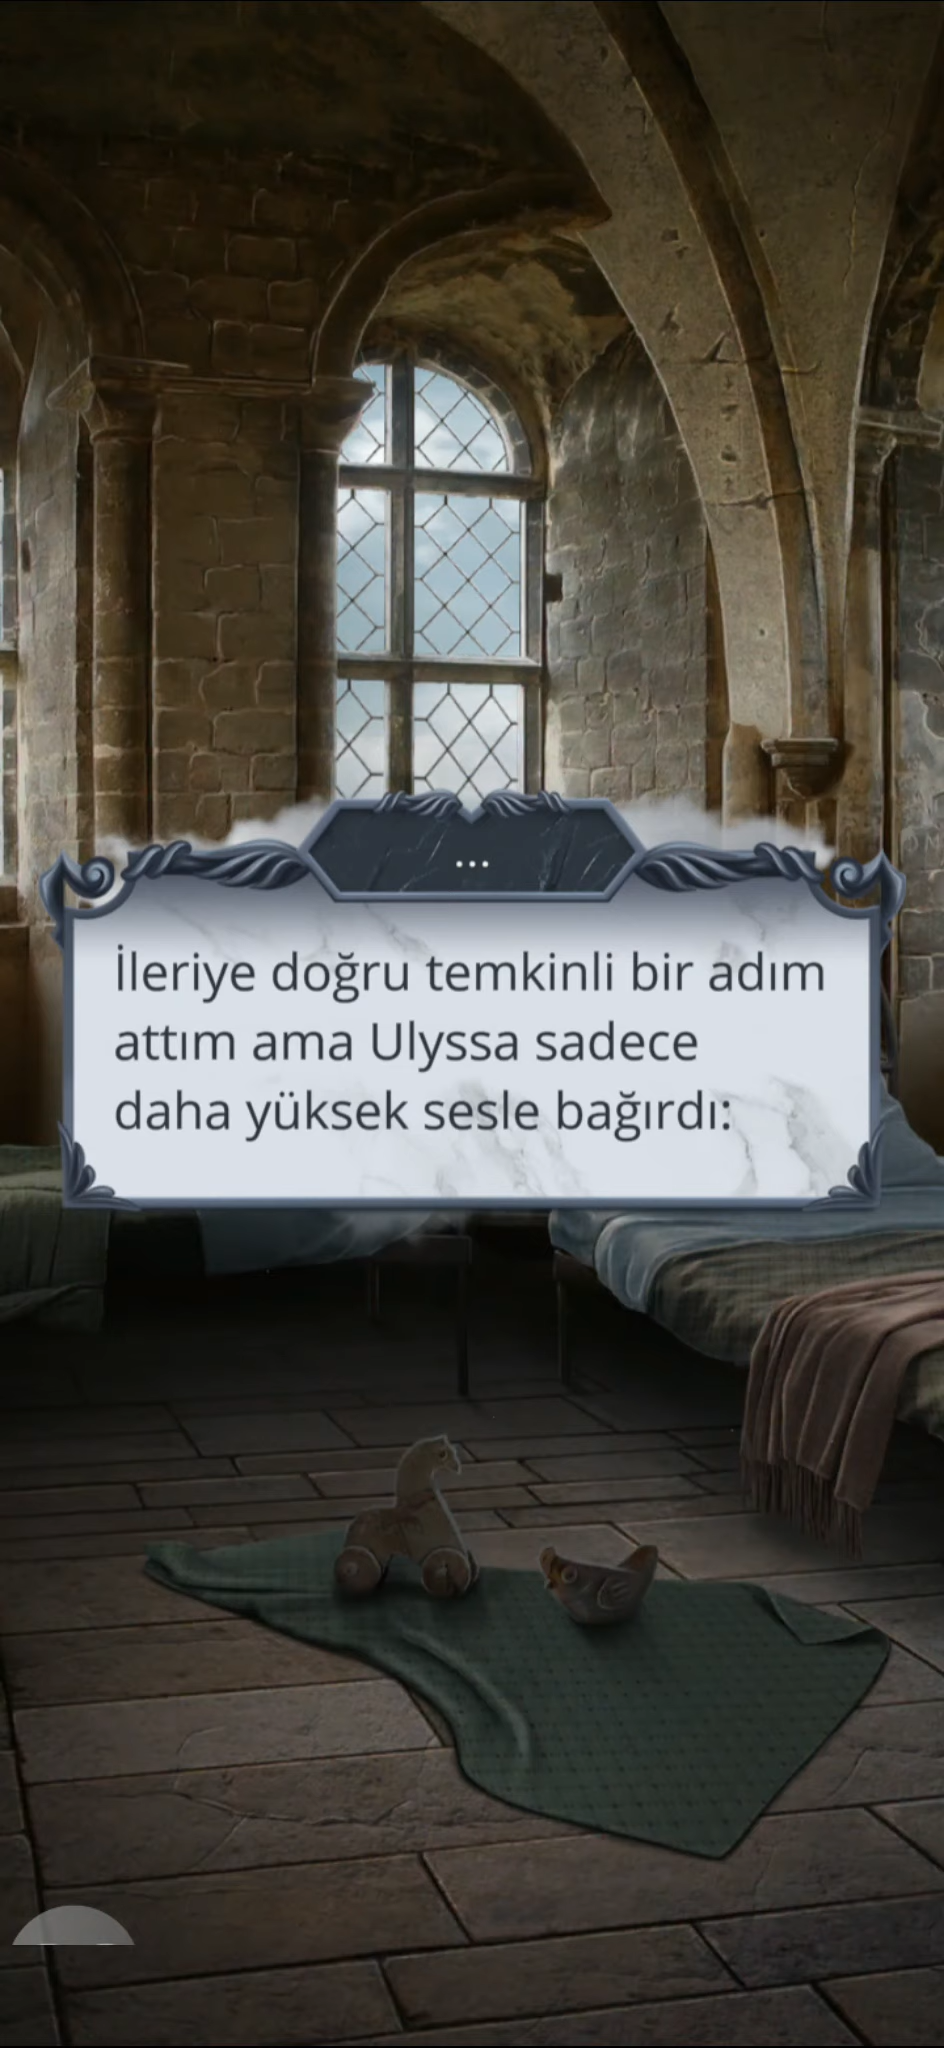 ...
İleriye doğru temkinli bir adım
attım ama Ulyssa sadece
daha yüksek sesle bağırdı: